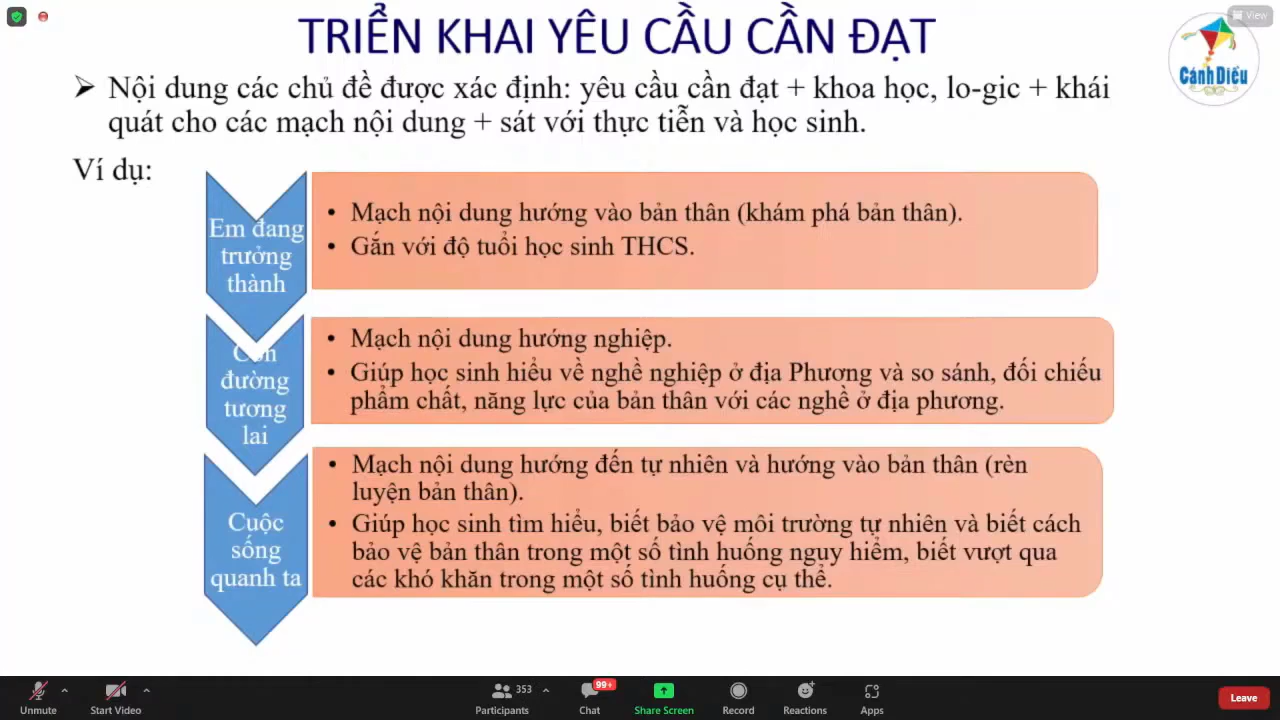 TRIỂN KHAI YÊU CẦU CẦN ĐẠT
View
Cánh Diều
➢ Nội dung các chủ đề được xác định: yêu cầu cần đạt + khoa học, lo-gic + khái
quát cho các mạch nội dung + sát với thực tiễn và học sinh.
Ví dụ:
Em đang
trưởng
thành
• Mạch nội dung hướng vào bản thân (khám phá bản thân).
• Gắn với độ tuổi học sinh THCS.
Con
đường
tương
lai
• Mạch nội dung hướng nghiệp.
• Giúp học sinh hiểu về nghề nghiệp ở địa Phương và so sánh, đối chiếu
phẩm chất, năng lực của bản thân với các nghề ở địa phương.
Cuộc
sống
quanh ta
• Mạch nội dung hướng đến tự nhiên và hướng vào bản thân (rèn
luyện bản thân).
• Giúp học sinh tìm hiểu, biết bảo vệ môi trường tự nhiên và biết cách
bảo vệ bản thân trong một số tình huống nguy hiểm, biết vượt qua
các khó khăn trong một số tình huống cụ thể.
353
99+
Unmute
Start Video
Participants
Chat
Share Screen
Record
Reactions
Apps
Leave